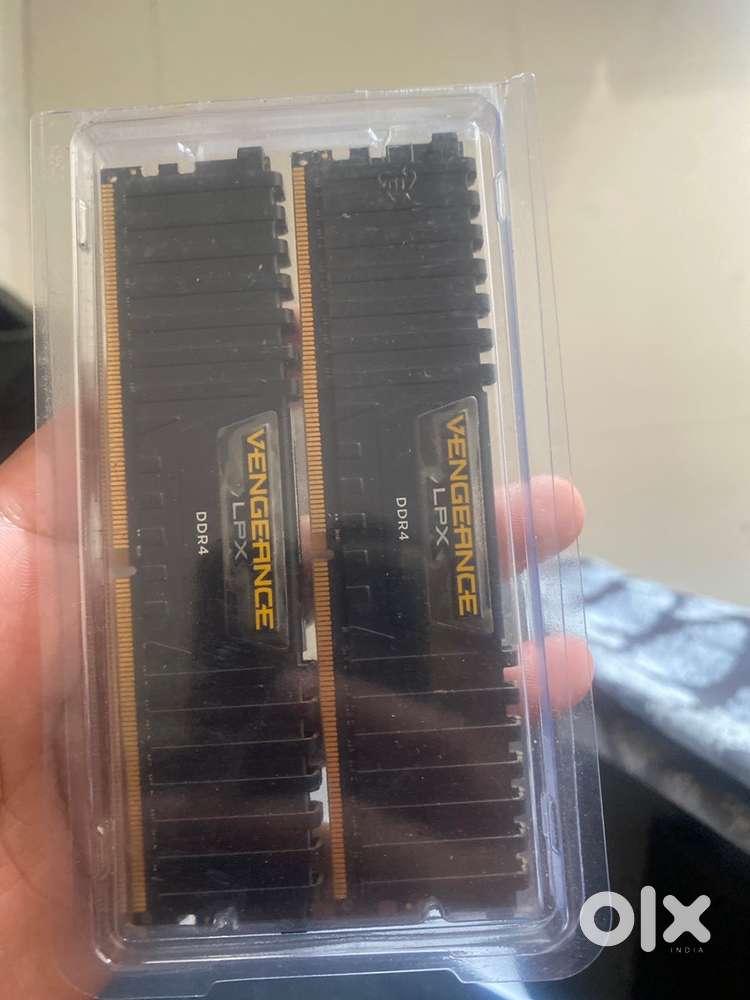 VENGEANCE
LPX
DDR4
VENGEANCE
LPX
DDR4
olx
INDIA